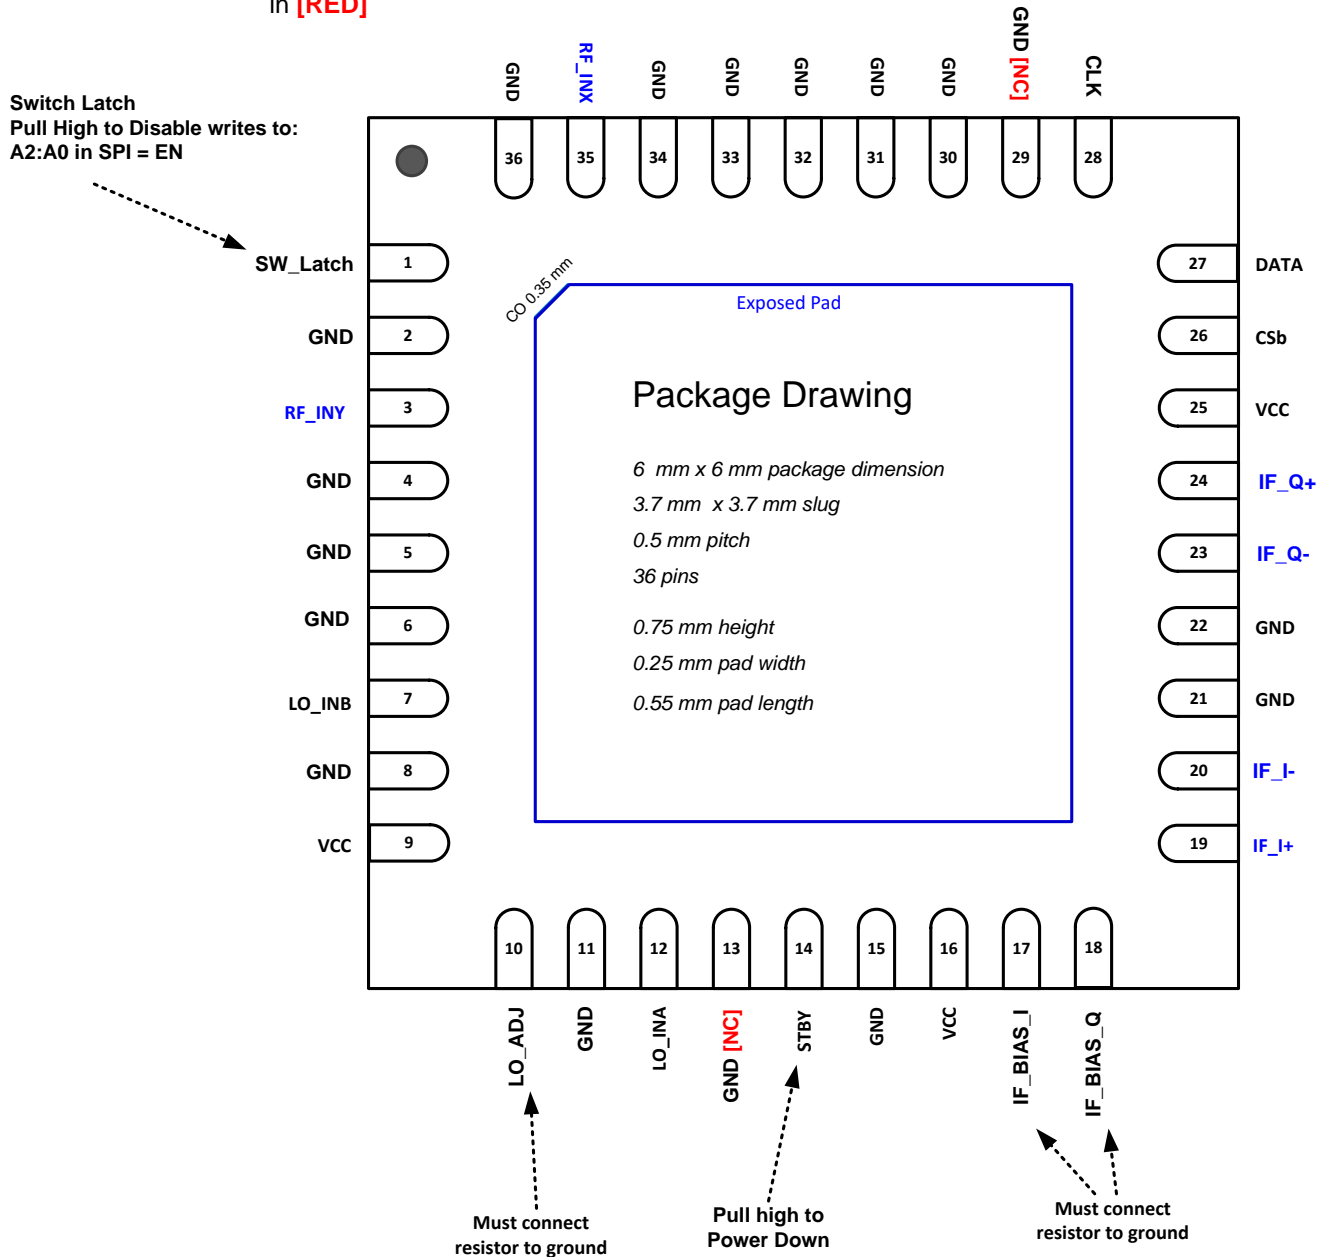 in [RED]
GND
RF_INX
GND
GND
GND
GND
GND
GND [NC]
CLK
Switch Latch
Pull High to Disable writes to:
A2:A0 in SPI = EN
36
35
34
33
32
31
30
29
28
SW_Latch 1
27 DATA
CO 0.35 mm
Exposed Pad
GND 2
26 CSb
Package Drawing
RF_INY 3
25 VCC
6 mm x 6 mm package dimension
GND 4
24 IF_Q+
3.7 mm x 3.7 mm slug
0.5 mm pitch
GND 5
23 IF_Q-
36 pins
GND 6
0.75 mm height
22 GND
0.25 mm pad width
LO_INB 7
0.55 mm pad length
21 GND
GND 8
20 IF_I-
VCC 9
19 IF_I+
10
11
12
13
14
15
16
17
18
LO_ADJ
GND
LO_INA
GND [NC]
STBY
GND
VCC
IF_BIAS_I
IF_BIAS_Q
Must connect
resistor to ground
Pull high to
Power Down
Must connect
resistor to ground